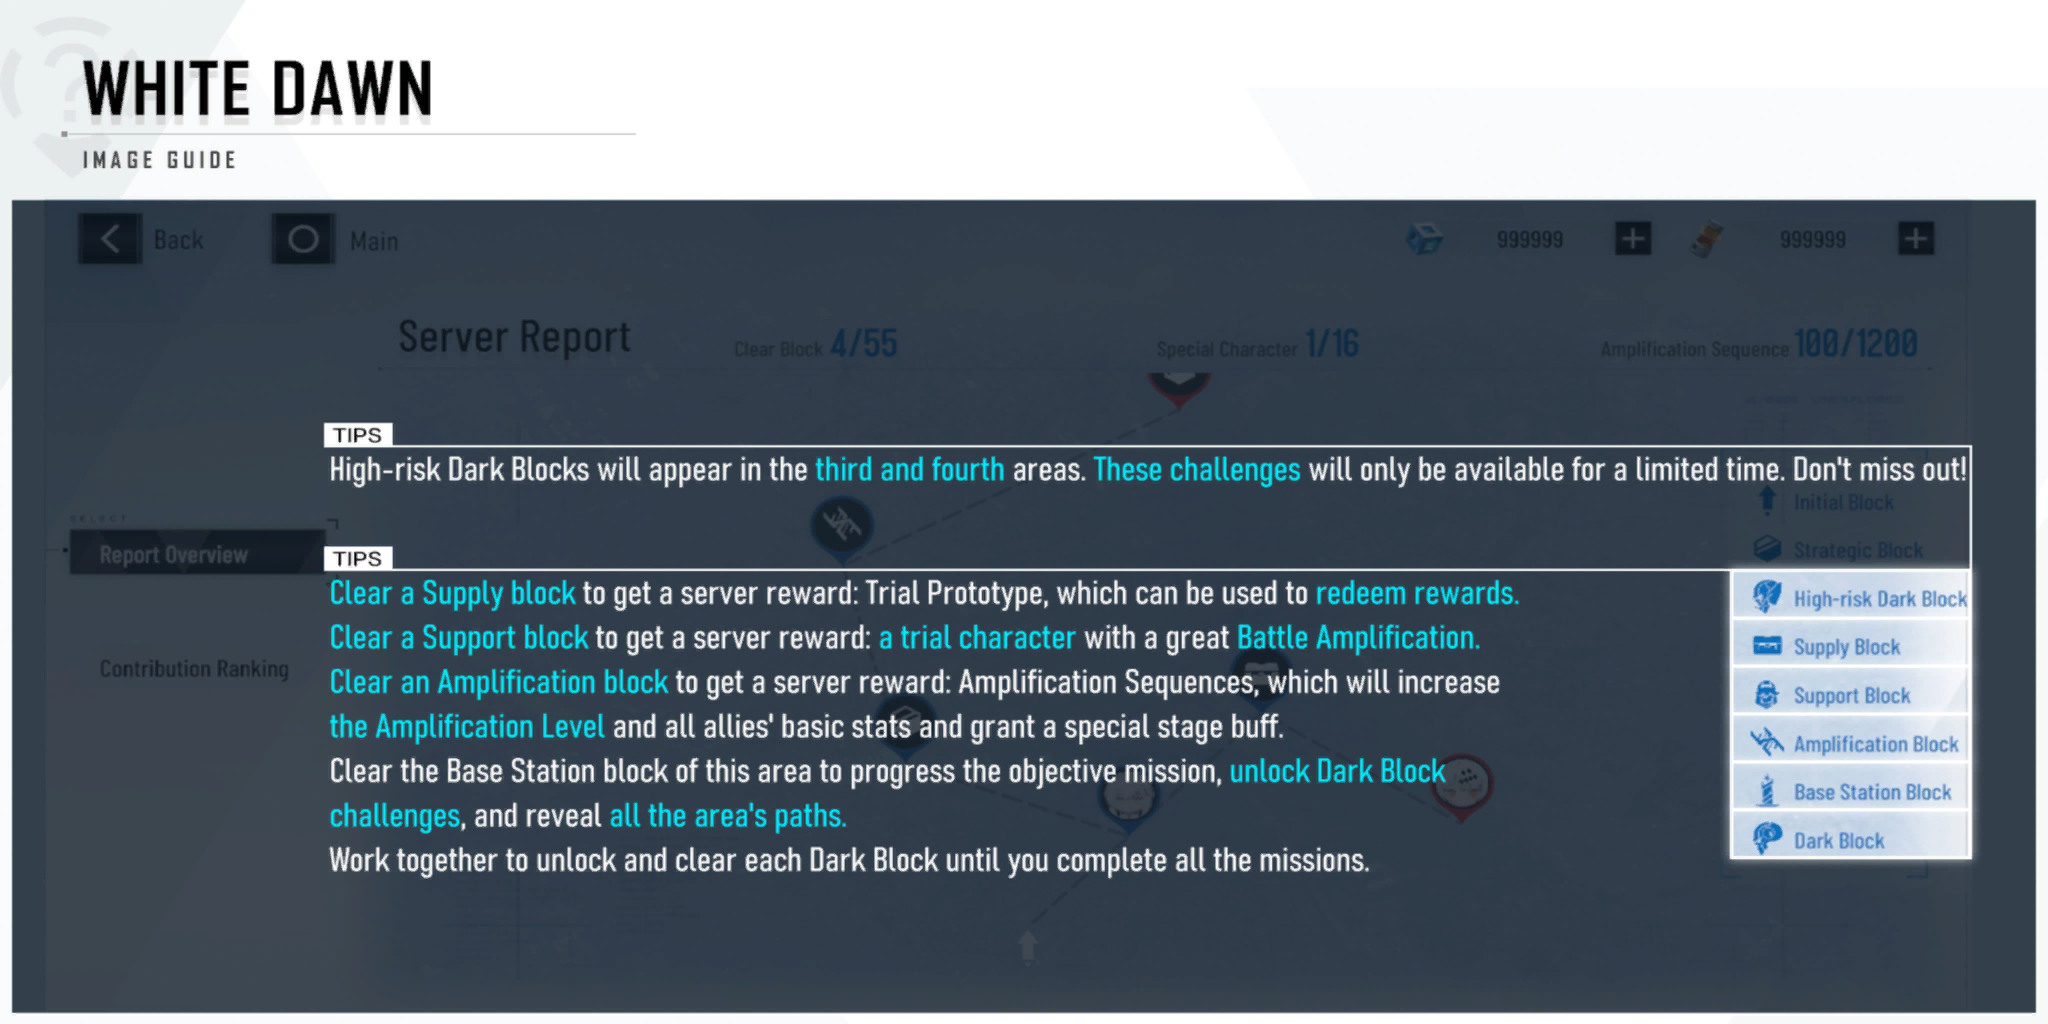 WHITE DAWN
IMAGE GUIDE
Back
Main
999999
999999
Server Report
Clear Block 4/55
Special Character 1/16
Amplification Sequence 100/1200
TIPS
High-risk Dark Blocks will appear in the third and fourth areas. These challenges will only be available for a limited time. Don't miss out!
Initial Block
Strategic Block
SELECT
Report Overview
Contribution Ranking
TIPS
Clear a Supply block to get a server reward: Trial Prototype, which can be used to redeem rewards.
Clear a Support block to get a server reward: a trial character with a great Battle Amplification.
Clear an Amplification block to get a server reward: Amplification Sequences, which will increase
the Amplification Level and all allies' basic stats and grant a special stage buff.
Clear the Base Station block of this area to progress the objective mission, unlock Dark Block
challenges, and reveal all the area's paths.
Work together to unlock and clear each Dark Block until you complete all the missions.
High-risk Dark Block
Supply Block
Support Block
Amplification Block
Base Station Block
Dark Block